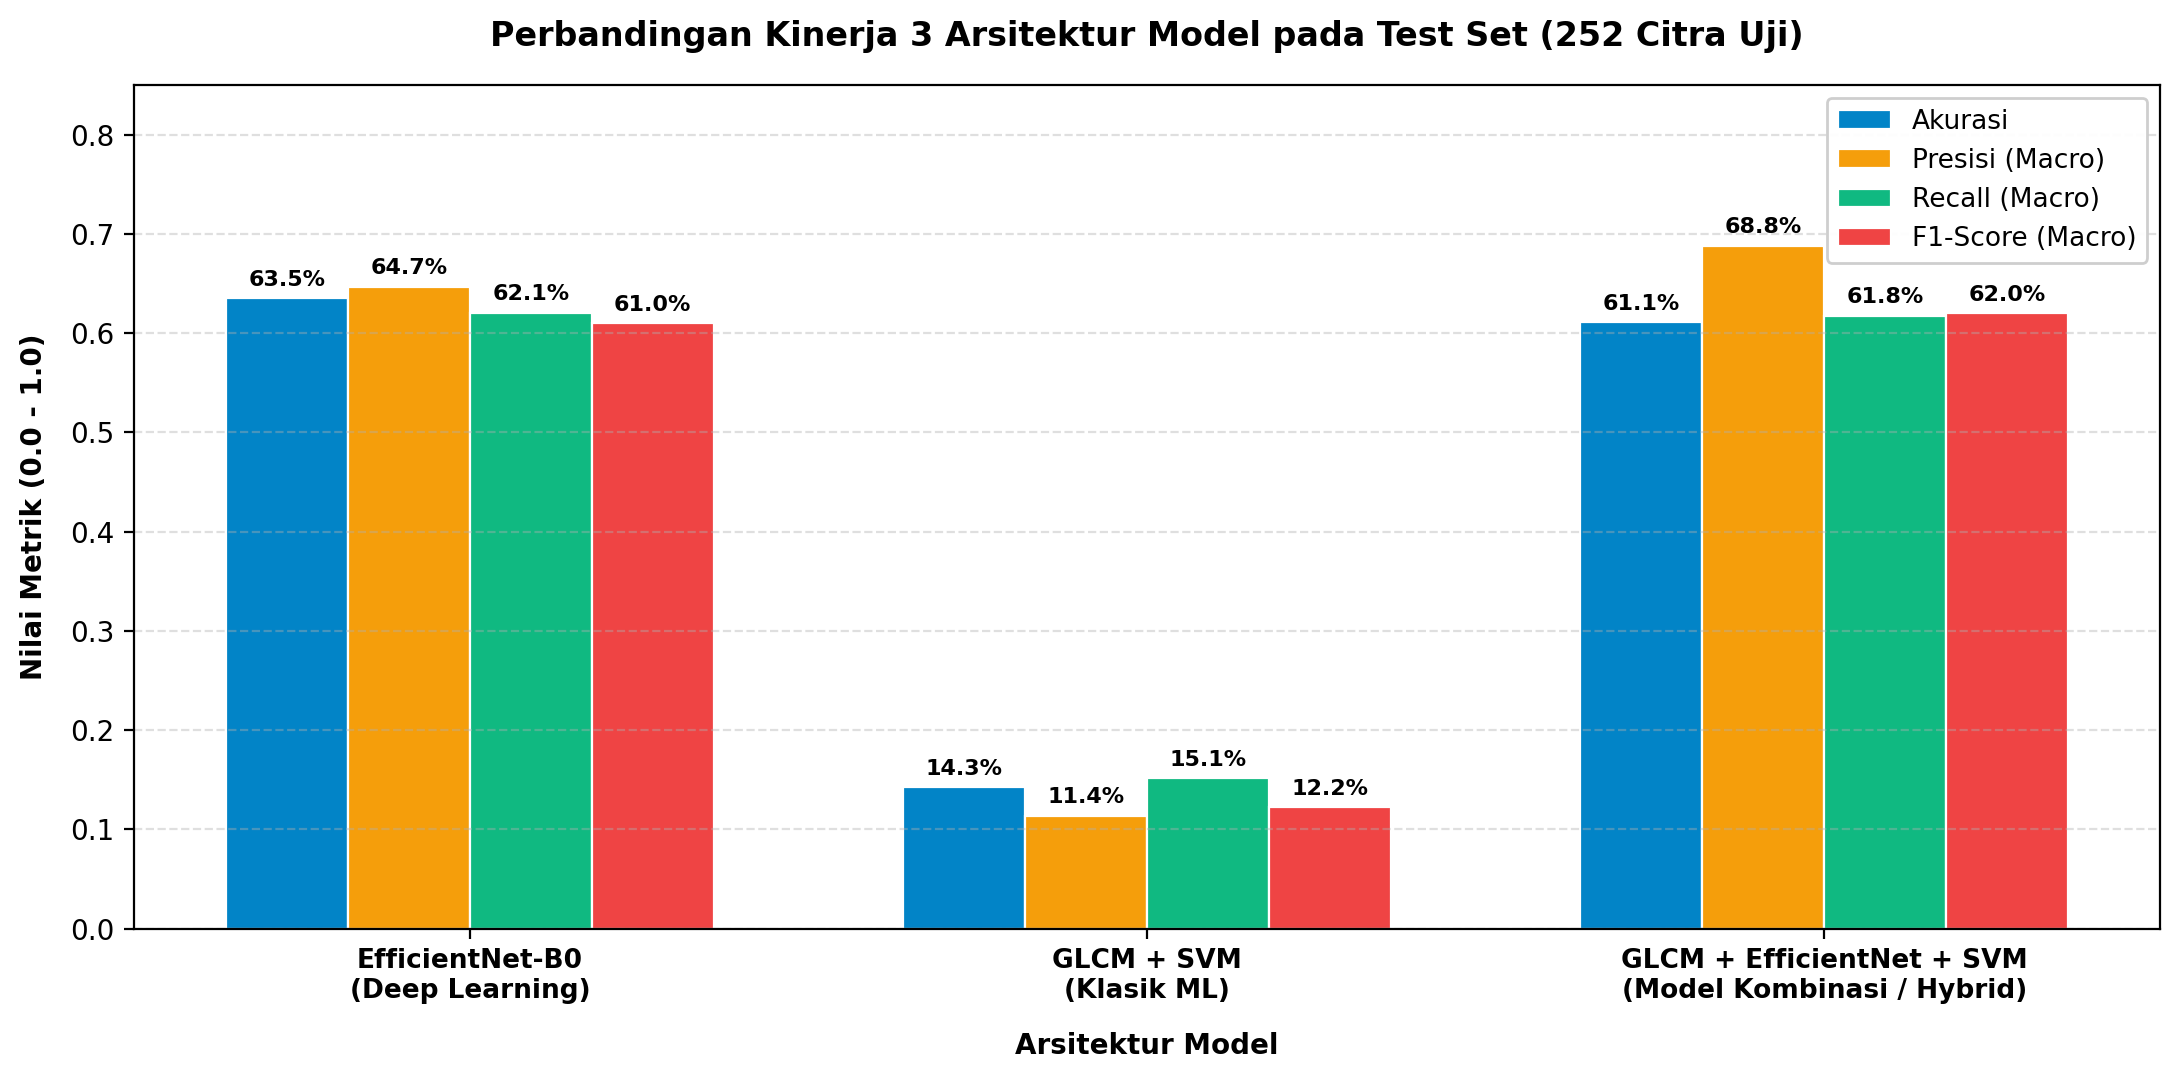 Perbandingan Kinerja 3 Arsitektur Model pada Test Set (252 Citra Uji)
Akurasi
Presisi (Macro)
Recall (Macro)
F1-Score (Macro)
Nilai Metrik (0.0 - 1.0)
0.8
0.7
0.6
0.5
0.4
0.3
0.2
0.1
0.0
63.5%
64.7%
62.1%
61.0%
14.3%
11.4%
15.1%
12.2%
61.1%
68.8%
61.8%
62.0%
EfficientNet-B0
(Deep Learning)
GLCM + SVM
(Klasik ML)
GLCM + EfficientNet + SVM
(Model Kombinasi / Hybrid)
Arsitektur Model